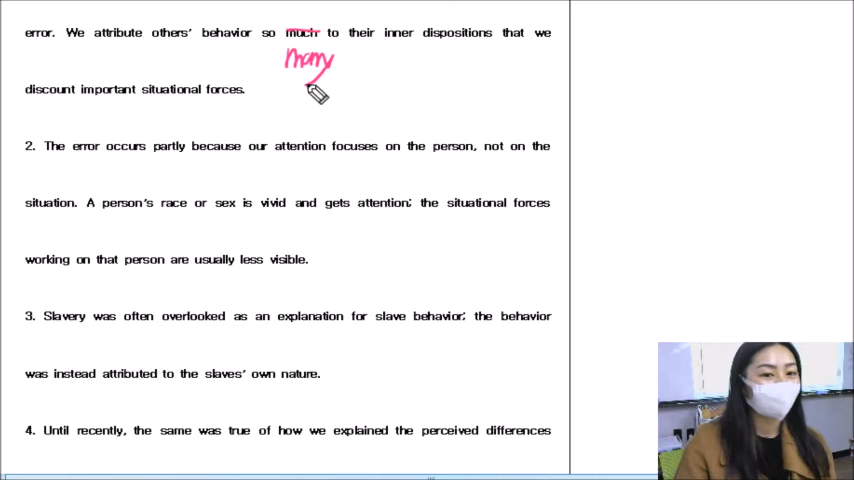 error. We attribute others' behavior so much to their inner dispositions that we
many
discount important situational forces.
2. The error occurs partly because our attention focuses on the person, not on the
situation. A person's race or sex is vivid and gets attention; the situational forces
working on that person are usually less visible.
3. Slavery was often overlooked as an explanation for slave behavior; the behavior
was instead attributed to the slaves' own nature.
4. Until recently, the same was true of how we explained the perceived differences